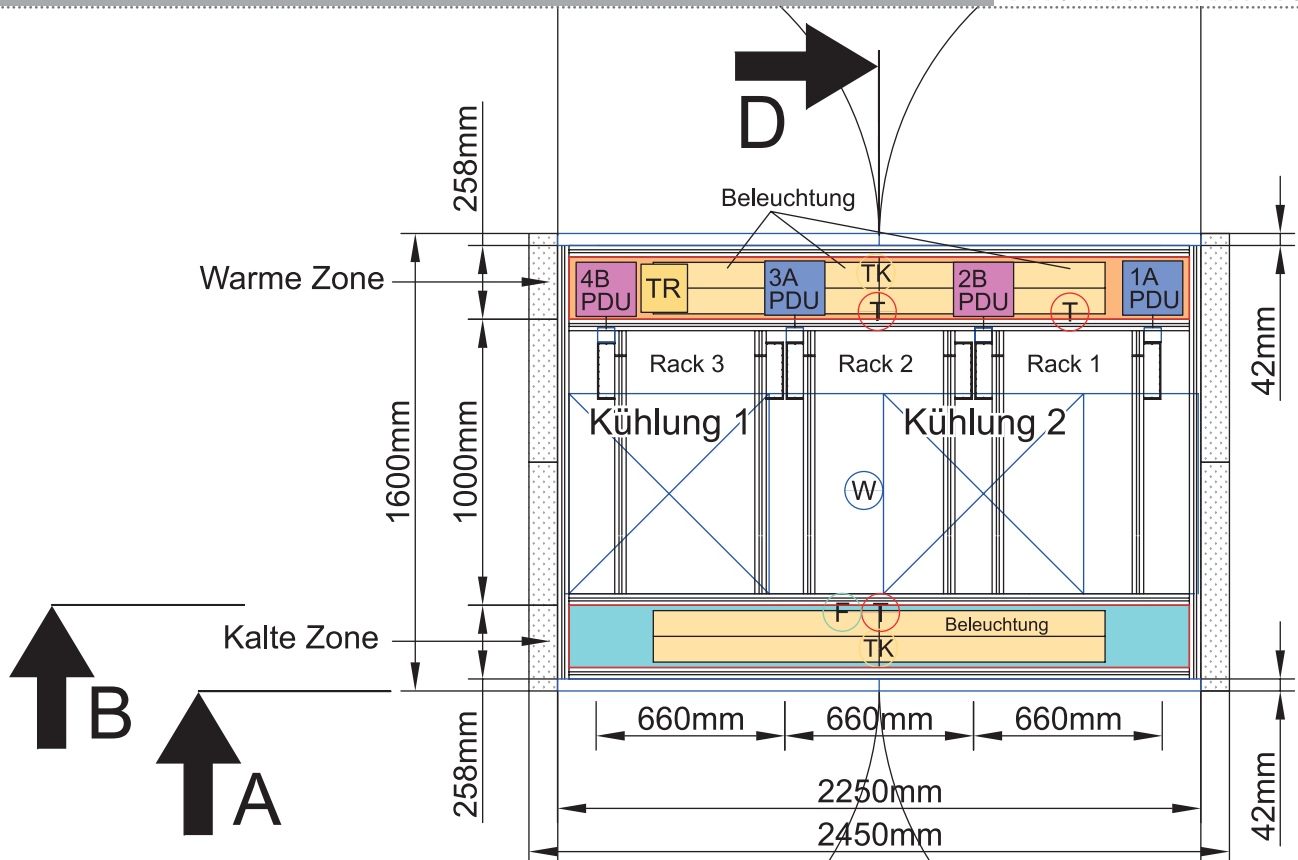 D
258mm
Beleuchtung
Warme Zone
4B
PDU
TR
3A
PDU
TK
2B
PDU
1A
PDU
T
T
42mm
Rack 3
Rack 2
Rack 1
Kühlung 1
Kühlung 2
1600mm
1000mm
W
F
T
Beleuchtung
Kalte Zone
TK
B
A
660mm
660mm
660mm
258mm
2250mm
42mm
2450mm